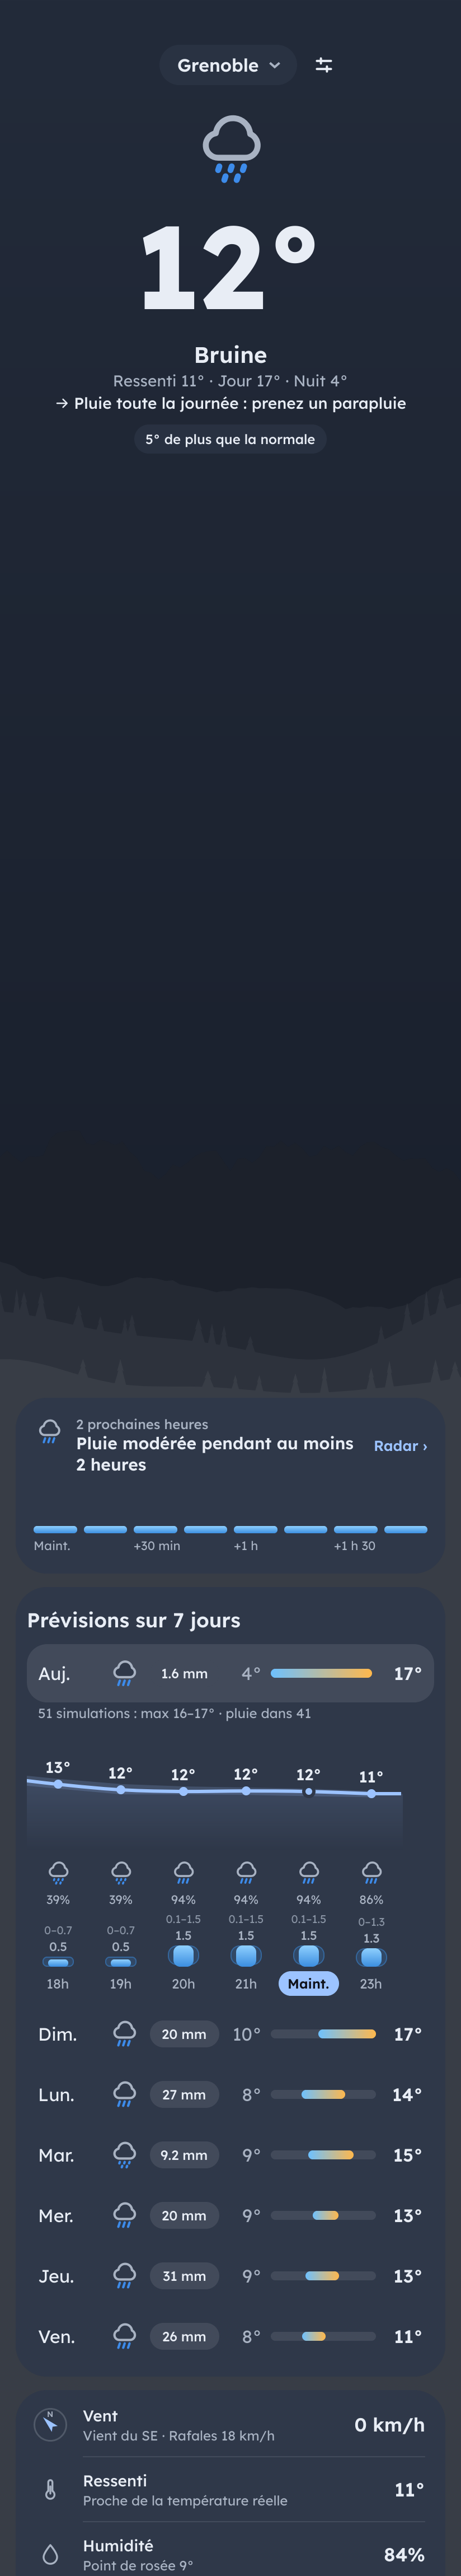 Grenoble
12°
Bruine
Ressenti 11° · Jour 17° · Nuit 4°
→ Pluie toute la journée : prenez un parapluie
5° de plus que la normale
2 prochaines heures
Pluie modérée pendant au moins
2 heures
Radar ›
Maint. +30 min +1 h +1 h 30
Prévisions sur 7 jours
Auj. 1.6 mm 4° 17°
51 simulations : max 16–17° · pluie dans 41
13° 12° 12° 12° 12° 11°
39% 39% 94% 94% 94% 86%
0–0.7 0–0.7 0.1–1.5 0.1–1.5 0.1–1.5 0–1.3
0.5 0.5 1.5 1.5 1.5 1.3
18h 19h 20h 21h Maint. 23h
Dim. 20 mm 10° 17°
Lun. 27 mm 8° 14°
Mar. 9.2 mm 9° 15°
Mer. 20 mm 9° 13°
Jeu. 31 mm 9° 13°
Ven. 26 mm 8° 11°
N
Vent
Vient du SE · Rafales 18 km/h
0 km/h
Ressenti
Proche de la température réelle
11°
Humidité
Point de rosée 9°
84%